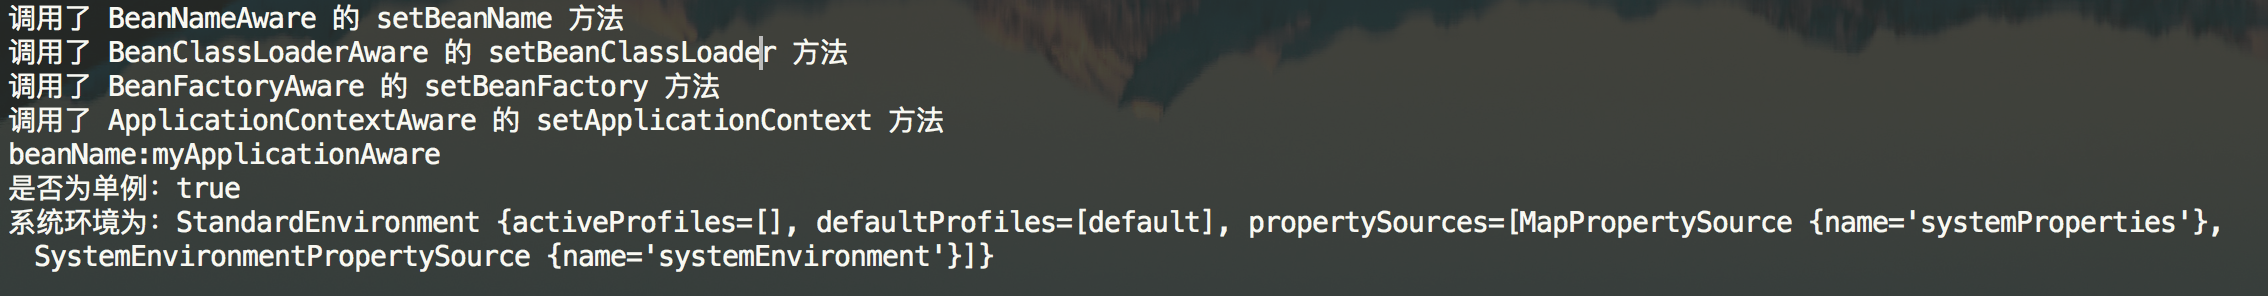 调用了 BeanNameAware 的 setBeanName 方法
调用了 BeanClassLoaderAware 的 setBeanClassLoader 方法
调用了 BeanFactoryAware 的 setBeanFactory 方法
调用了 ApplicationContextAware 的 setApplicationContext 方法
beanName:myApplicationAware
是否为单例：true
系统环境为：StandardEnvironment {activeProfiles=[], defaultProfiles=[default], propertySources=[MapPropertySource {name='systemProperties'},
SystemEnvironmentPropertySource {name='systemEnvironment'}]}